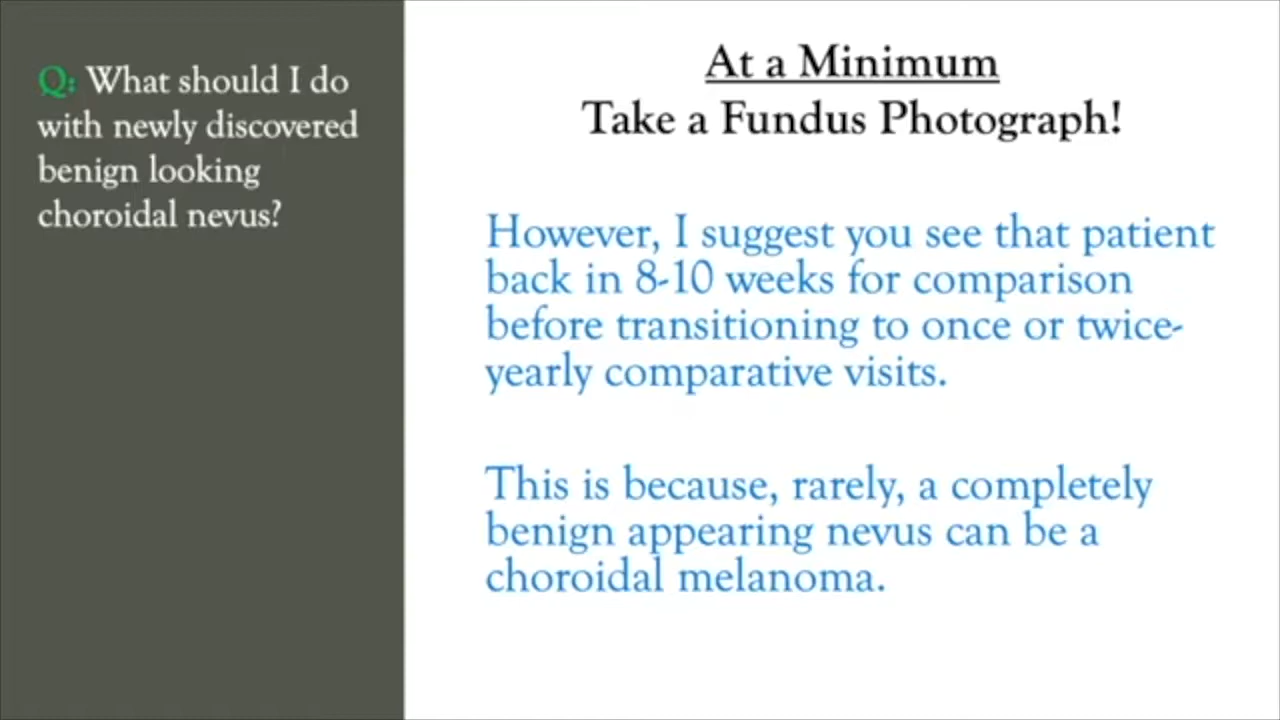 Q: What should I do
with newly discovered
benign looking
choroidal nevus?
At a Minimum
Take a Fundus Photograph!
However, I suggest you see that patient
back in 8-10 weeks for comparison
before transitioning to once or twice-
yearly comparative visits.
This is because, rarely, a completely
benign appearing nevus can be a
choroidal melanoma.